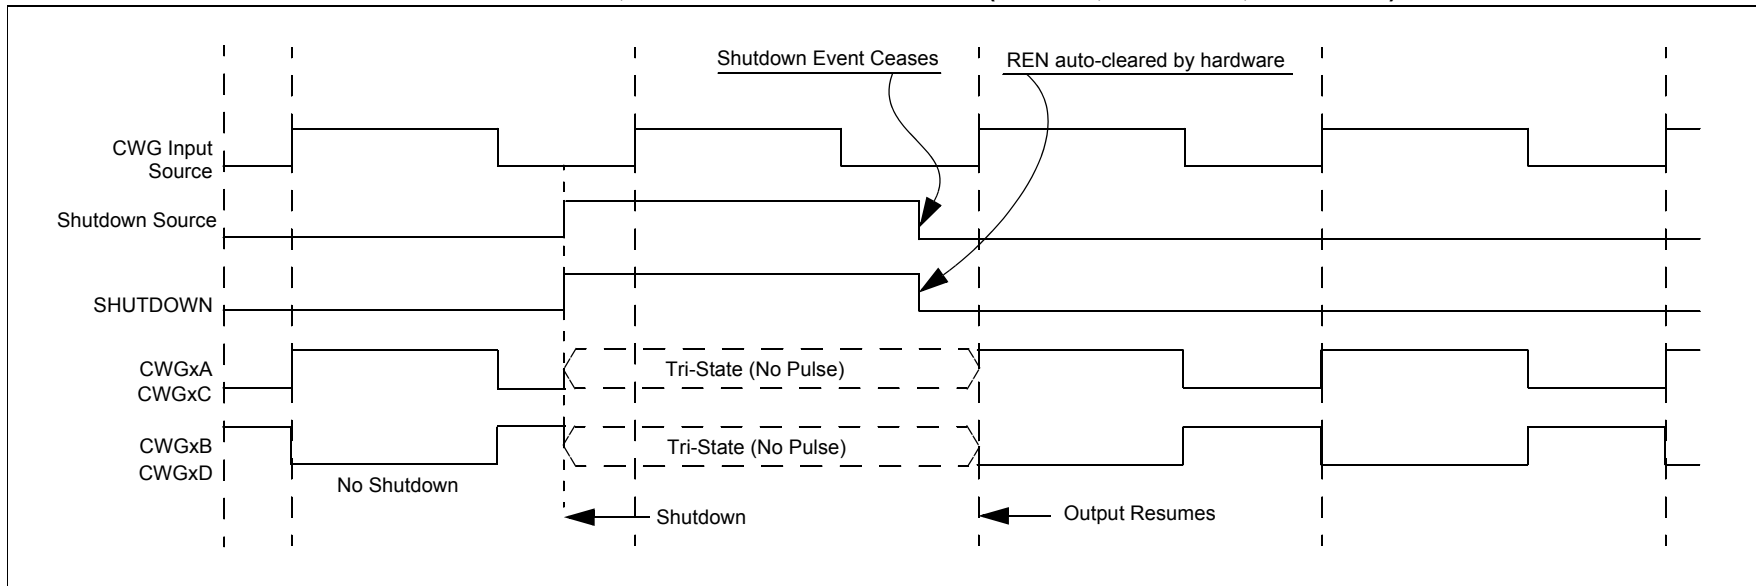 Shutdown Event Ceases
REN auto-cleared by hardware
CWG Input
Source
Shutdown Source
SHUTDOWN
CWGxA
CWGxC
Tri-State (No Pulse)
CWGxB
CWGxD
Tri-State (No Pulse)
No Shutdown
Shutdown
Output Resumes